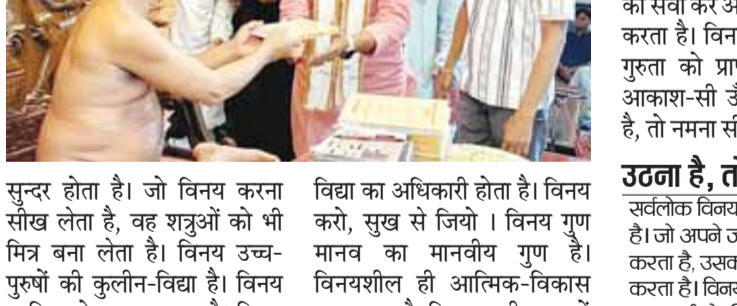 सुन्दर होता है। जो विनय करना
सीख लेता है, वह शत्रुओं को भी
मित्र बना लेता है। विनय उच्च-
पुरुषों की कुलीन-विद्या है। विनय
विद्या का अधिकारी होता है। विनय
करो, सुख से जियो । विनय गुण
मानव का मानवीय गुण है।
विनयशील ही आत्मिक-विकास
करता है। विन
गुरुता को
आकाश-सी
है, तो नमना
उठना है,
सर्वलोक विनय
है। जो अपने
करता है, उसक
करता है। विनय